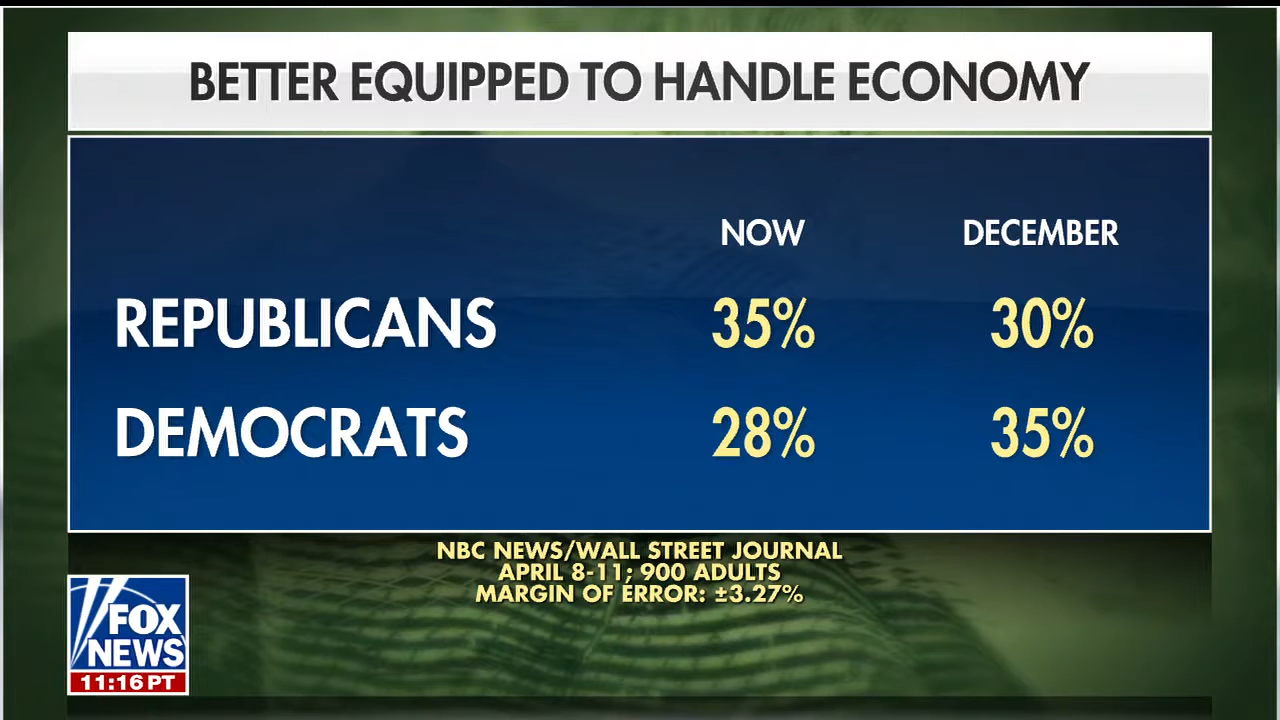 BETTER EQUIPPED TO HANDLE ECONOMY
NOW DECEMBER
REPUBLICANS 35% 30%
DEMOCRATS 28% 35%
NBC NEWS/WALL STREET JOURNAL
APRIL 8-11; 900 ADULTS
MARGIN OF ERROR: ±3.27%
FOX
NEWS
11:16 PT